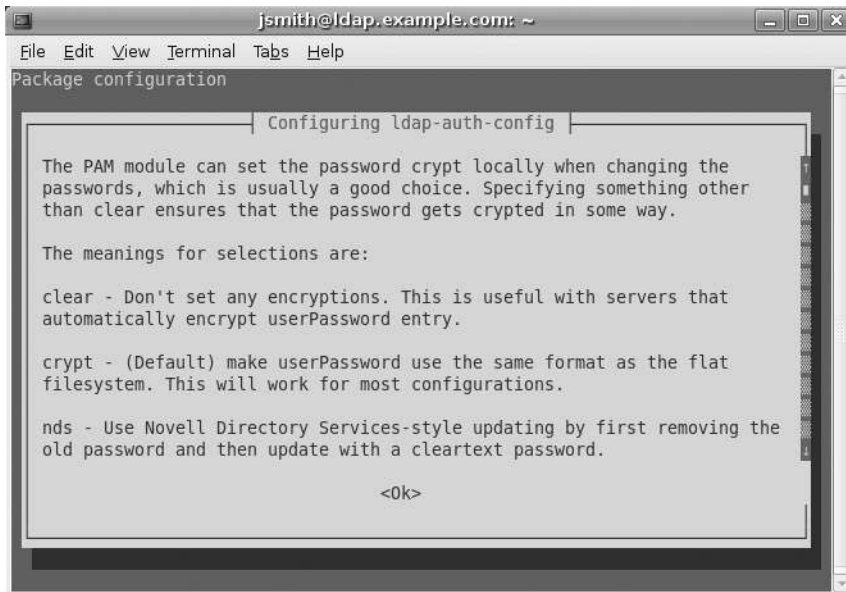 jsmith@ldap.example.com: ~
File Edit View Terminal Tabs Help
Package configuration
Configuring ldap-auth-config
The PAM module can set the password crypt locally when changing the
passwords, which is usually a good choice. Specifying something other
than clear ensures that the password gets crypted in some way.
The meanings for selections are:
clear - Don't set any encryptions. This is useful with servers that
automatically encrypt userPassword entry.
crypt - (Default) make userPassword use the same format as the flat
filesystem. This will work for most configurations.
nds - Use Novell Directory Services-style updating by first removing the
old password and then update with a cleartext password.
<Ok>